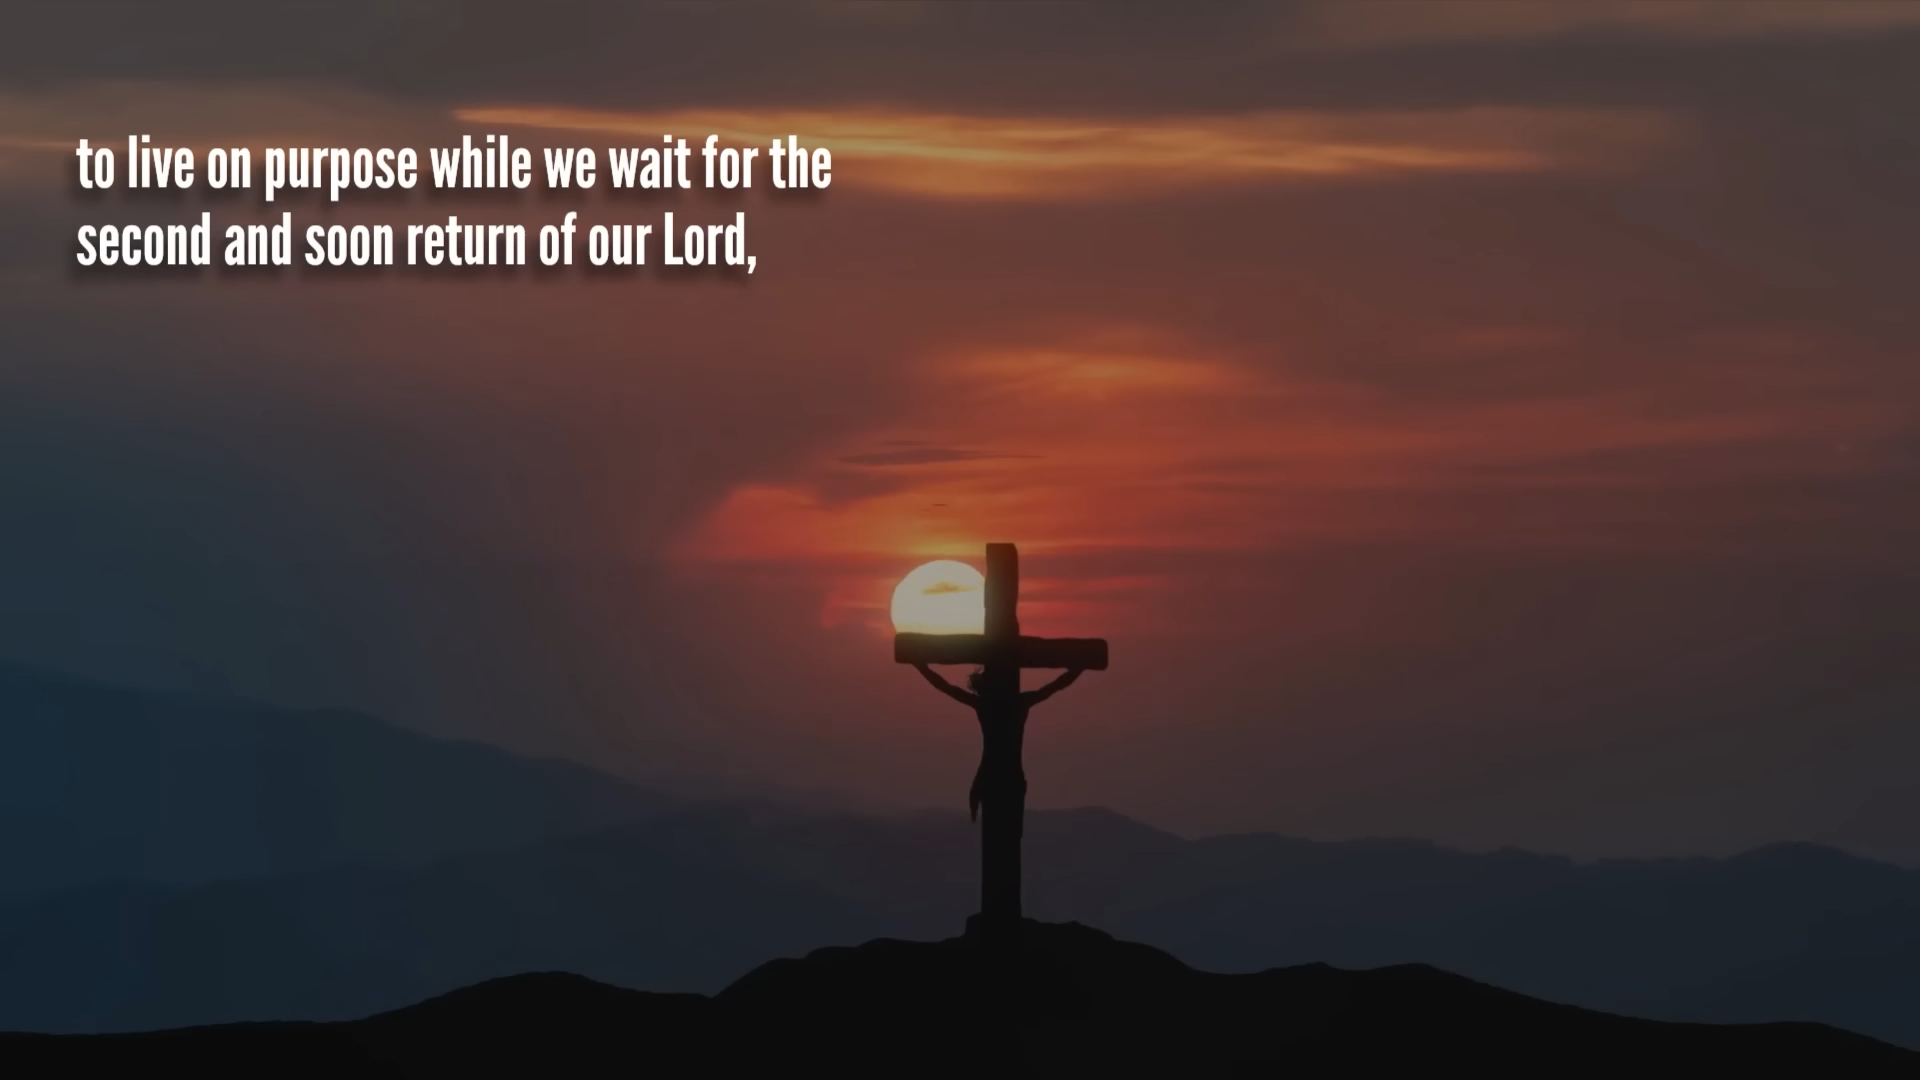 to live on purpose while we wait for the
second and soon return of our Lord,